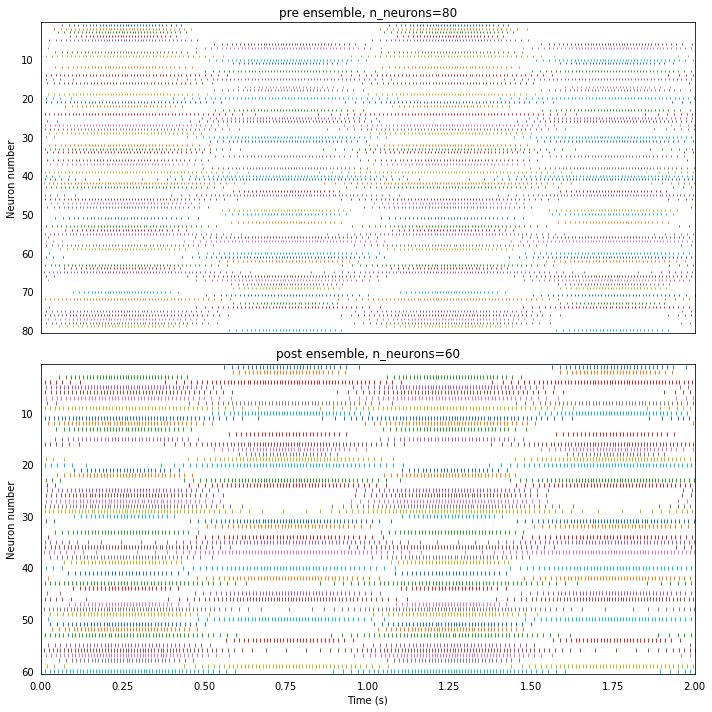 pre ensemble, n_neurons=80
10
20
30
40
50
60
70
80
Neuron number
post ensemble, n_neurons=60
10
20
30
40
50
60
Neuron number
0.00 0.25 0.50 0.75 1.00 1.25 1.50 1.75 2.00
Time (s)